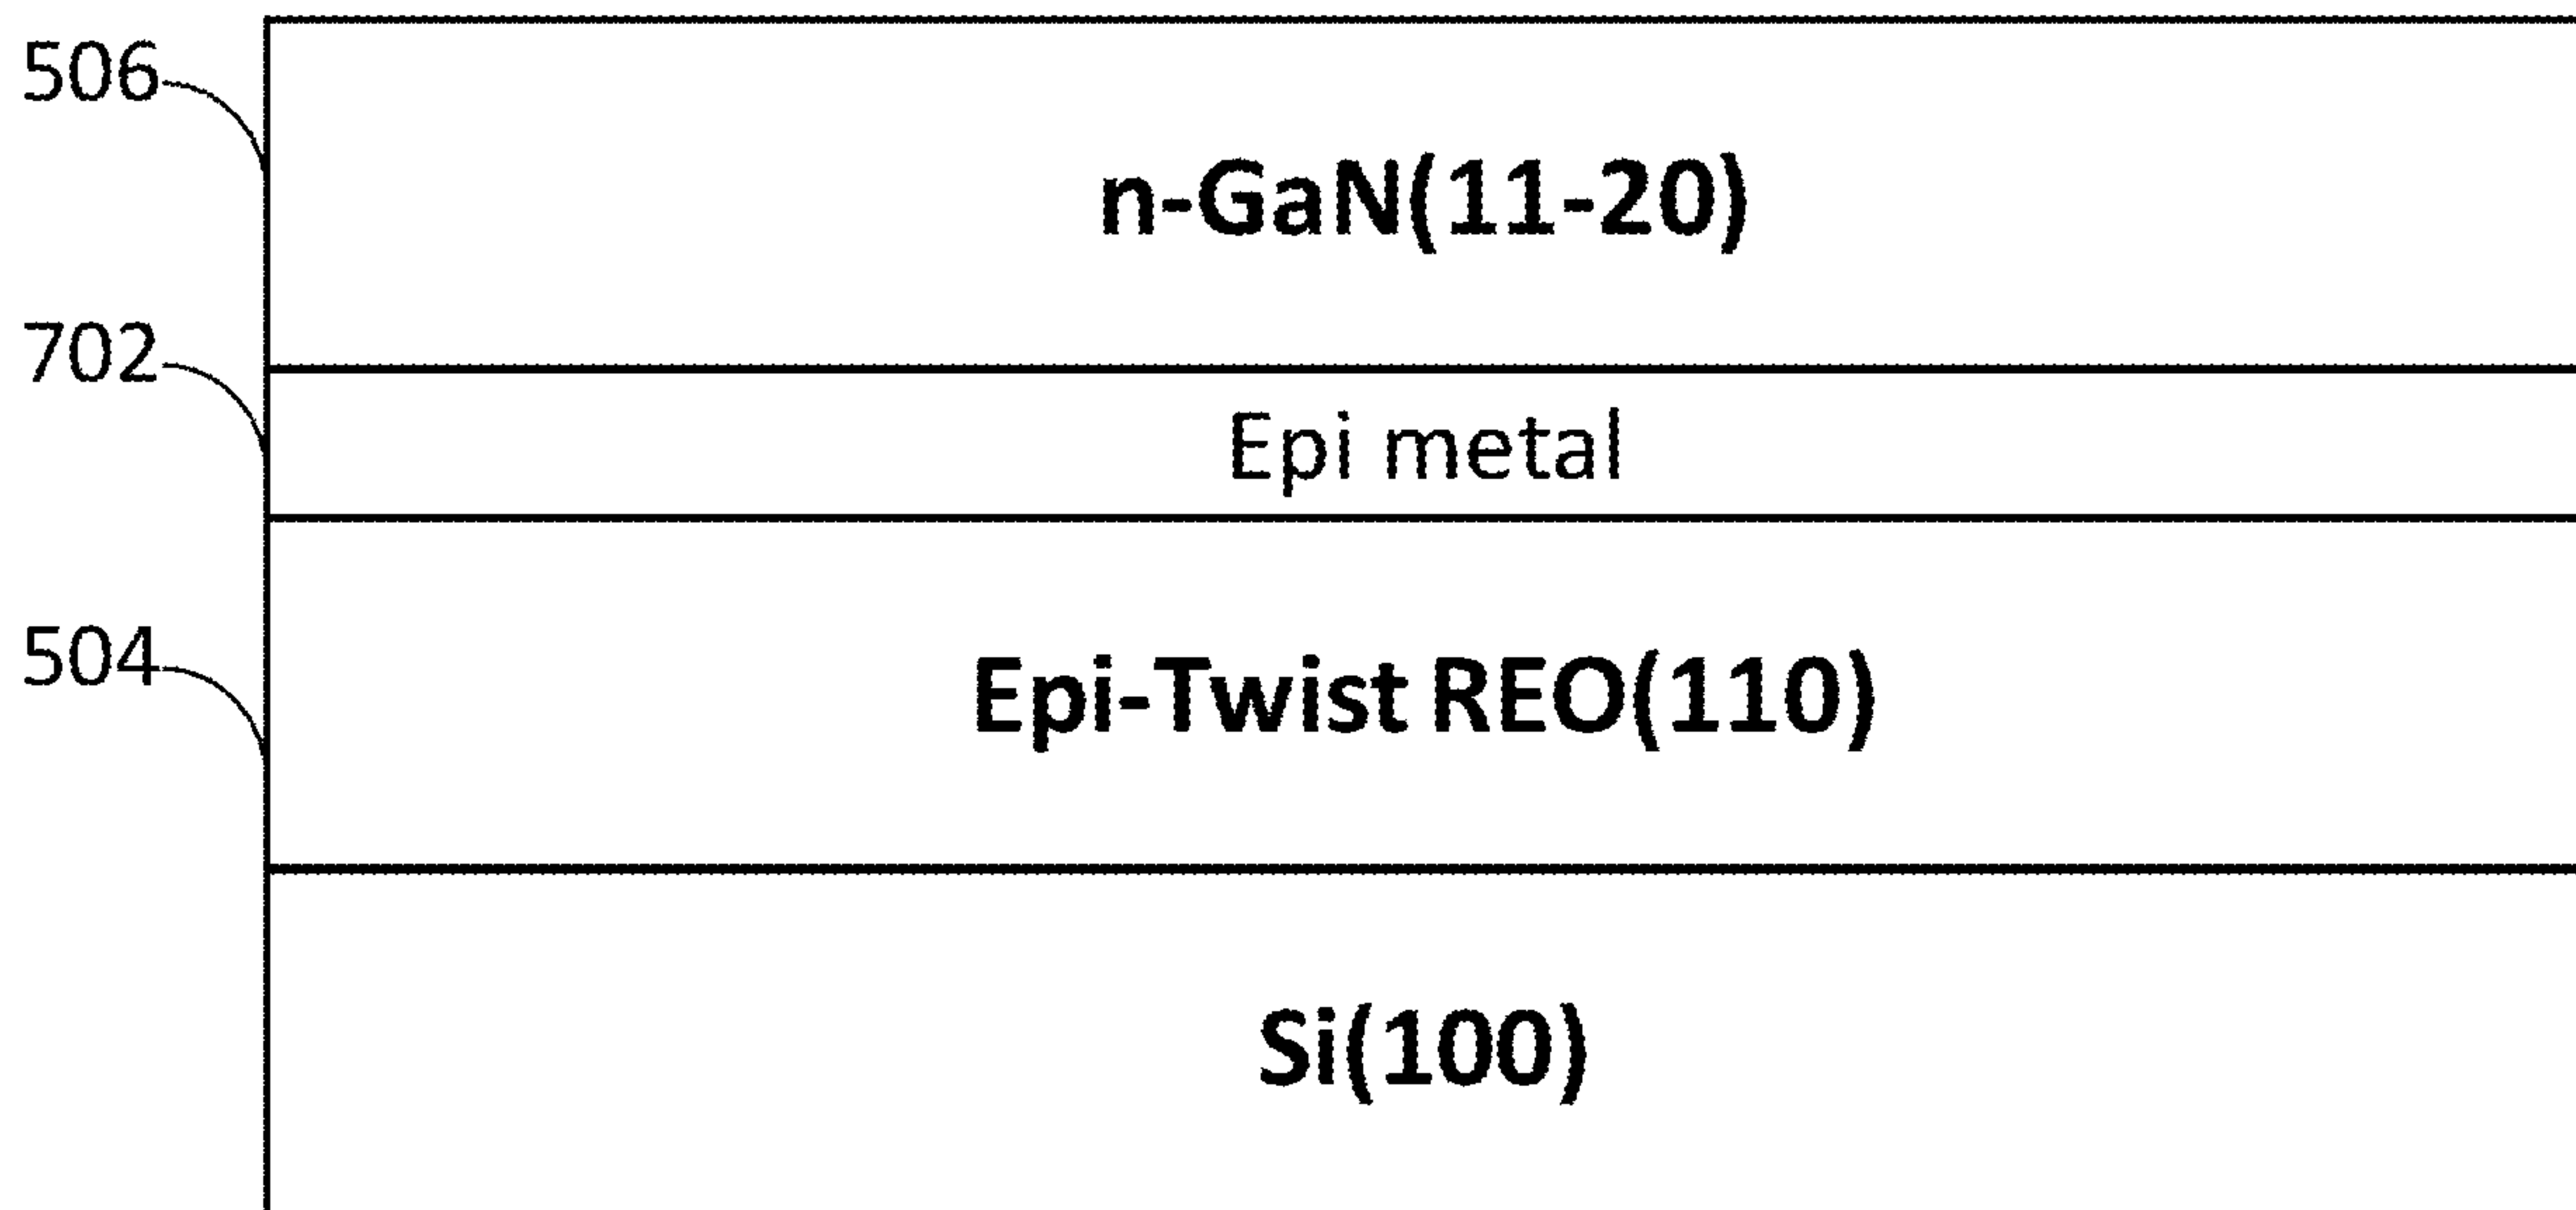 506
n-GaN(11-20)
702
Epi metal
504
Epi-Twist REO(110)
Si(100)